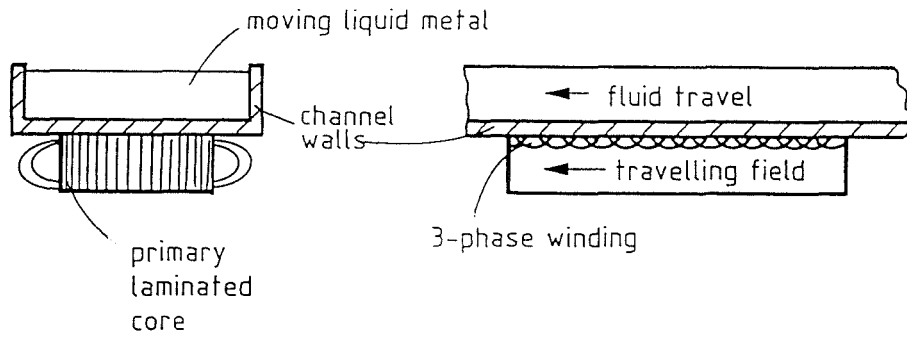 moving liquid metal
channel
walls
fluid travel
travelling field
3-phase winding
primary
laminated
core